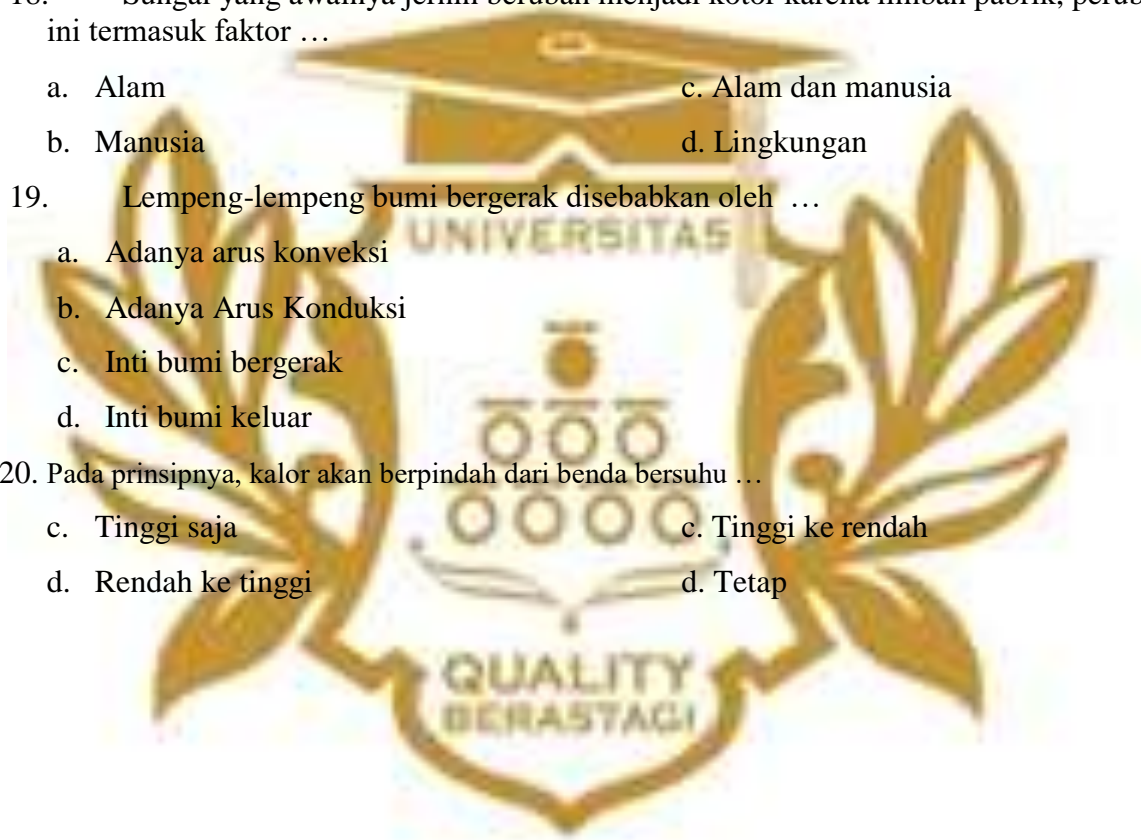 18. Sungai yang awalnya jernih berubah menjadi kotor karena limbah pabrik,
ini termasuk faktor …
a. Alam c. Alam dan manusia
b. Manusia d. Lingkungan
19. Lempeng-lempeng bumi bergerak disebabkan oleh …
a. Adanya arus konveksi
b. Adanya Arus Konduksi
c. Inti bumi bergerak
d. Inti bumi keluar
20. Pada prinsipnya, kalor akan berpindah dari benda bersuhu …
c. Tinggi saja c. Tinggi ke rendah
d. Rendah ke tinggi d. Tetap
UNIVERSITAS
QUALITY
BERASTAGI